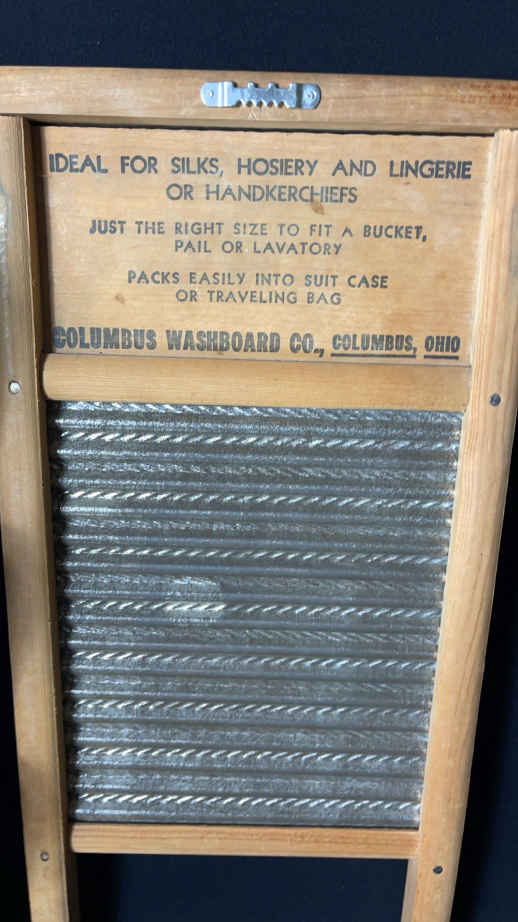 IDEAL FOR SILKS, HOSIERY AND LINGERIE
OR HANDKERCHIEFS
JUST THE RIGHT SIZE TO FIT A BUCKET,
PAIL OR LAVATORY
PACKS EASILY INTO SUIT CASE
OR TRAVELING BAG
COLUMBUS WASHBOARD CO., COLUMBUS, OHIO